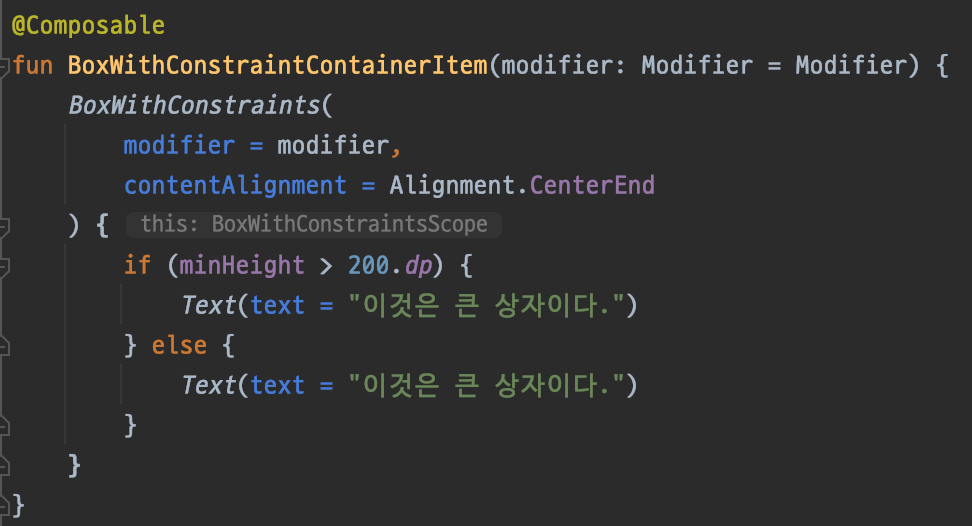 @Composable
fun BoxWithConstraintContainerItem(modifier: Modifier = Modifier) {
BoxWithConstraints(
modifier = modifier,
contentAlignment = Alignment.CenterEnd
) { this: BoxWithConstraintsScope
if (minHeight > 200.dp) {
Text(text = "이것은 큰 상자이다.")
} else {
Text(text = "이것은 큰 상자이다.")
}
}
}